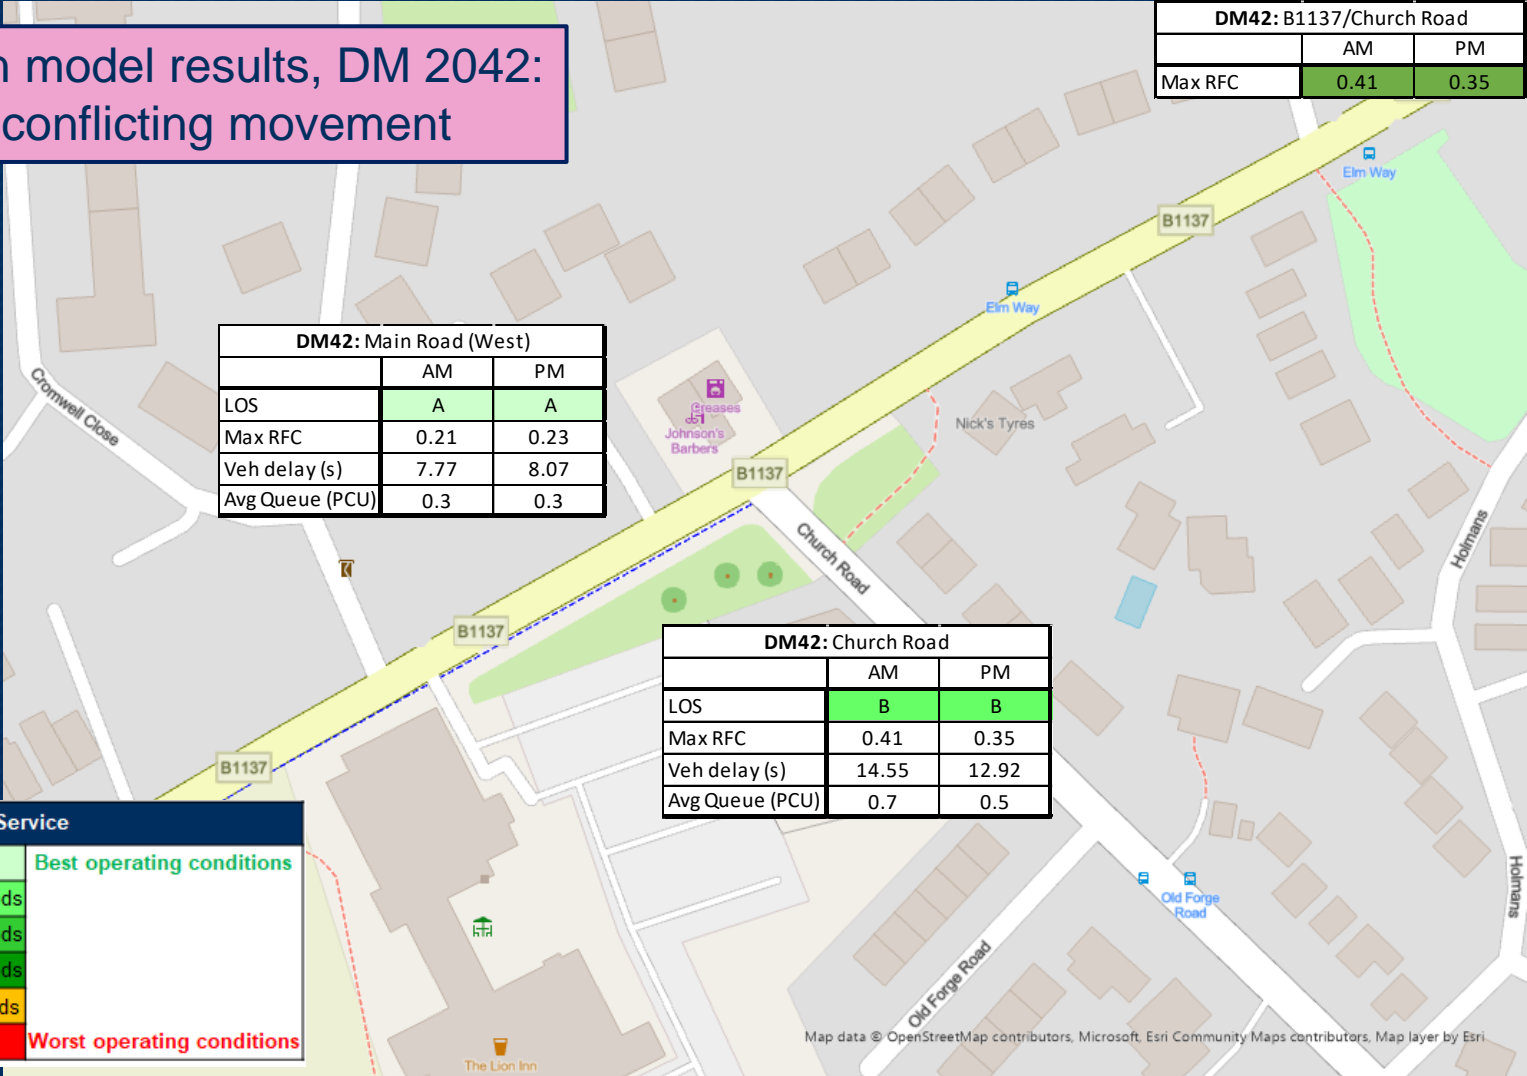 DM42: B1137/Church Road
AM PM
Max RFC 0.41 0.35
model results, DM 2042:
conflicting movement
Elm Way
B1137
Elm Way
DM42: Main Road (West)
AM PM
LOS A A
Max RFC 0.21 0.23
Veh delay (s) 7.77 8.07
Avg Queue (PCU) 0.3 0.3
Cromwell Close
Creases
Johnson's
Barbers
Nick's Tyres
B1137
Church Road
Holmans
B1137
DM42: Church Road
AM PM
LOS B B
Max RFC 0.41 0.35
Veh delay (s) 14.55 12.92
Avg Queue (PCU) 0.7 0.5
B1137
Service
Best operating conditions
Worst operating conditions
Old Forge
Road
Holmans
Old Forge Road
The Lion Inn
Map data © OpenStreetMap contributors, Microsoft, Esri Community Maps contributors, Map layer by Esri